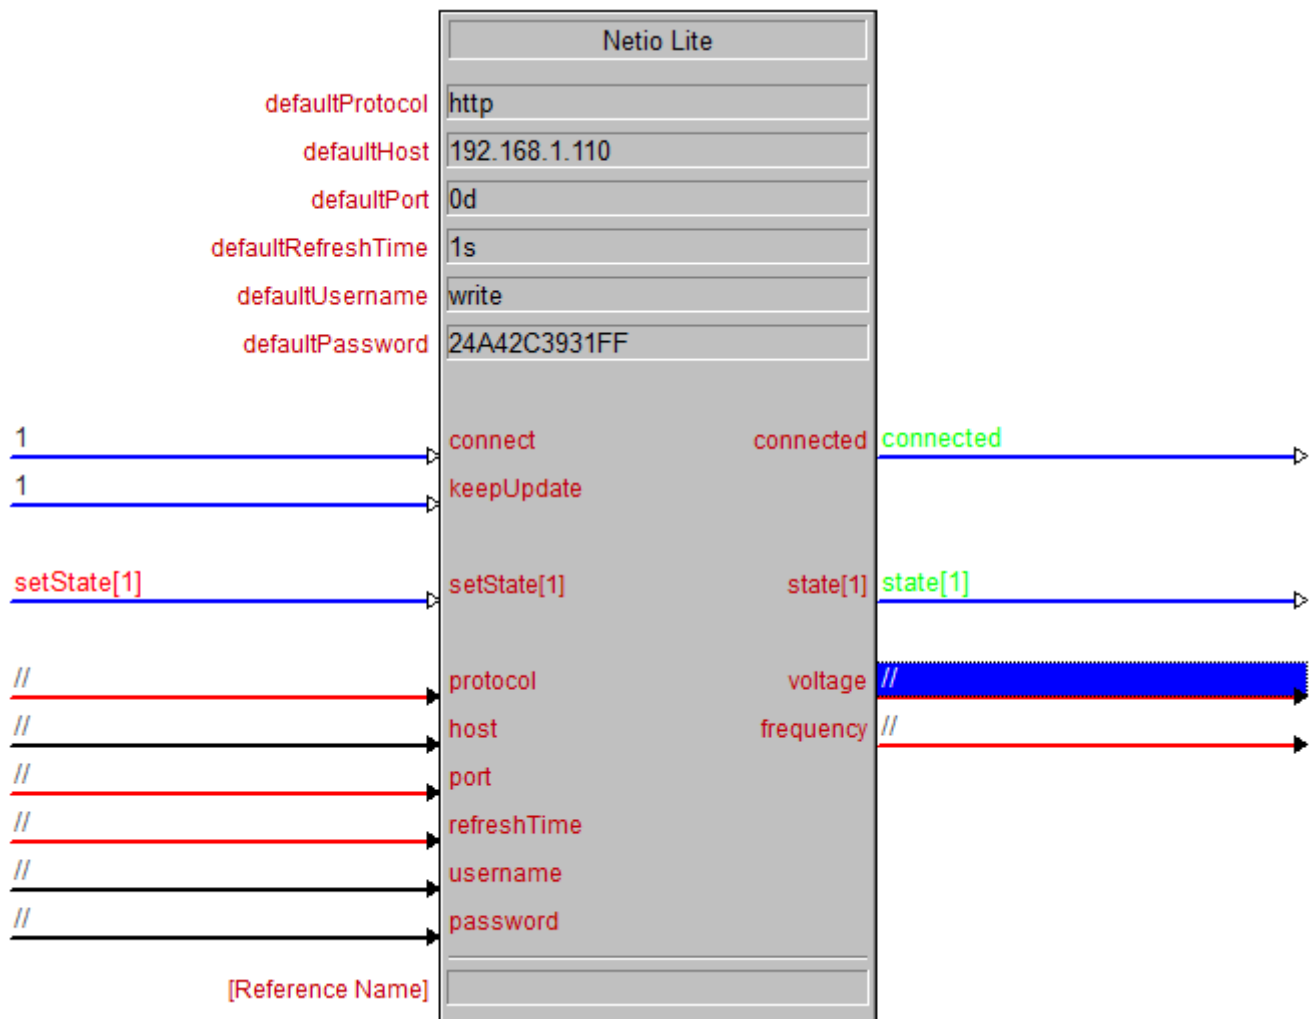 Netio Lite
defaultProtocol http
defaultHost 192.168.1.110
defaultPort 0d
defaultRefreshTime 1s
defaultUsername write
defaultPassword 24A42C3931FF
1 connect connected connected
1 keepUpdate
setState[1] setState[1] state[1] state[1]
// protocol voltage //
// host frequency //
// port
// refreshTime
// username
// password
[Reference Name]